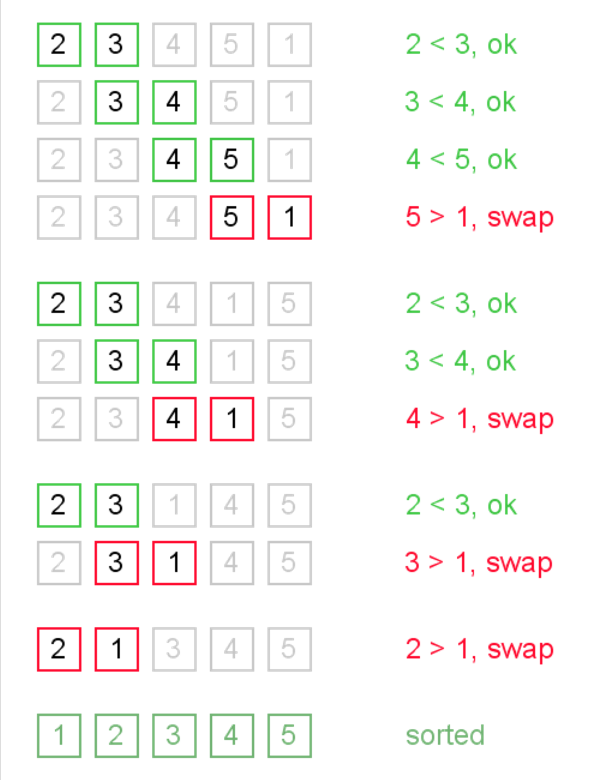 2 3 4 5 1 2 < 3, ok
2 3 4 5 1 3 < 4, ok
2 3 4 5 1 4 < 5, ok
2 3 4 5 1 5 > 1, swap
2 3 4 1 5 2 < 3, ok
2 3 4 1 5 3 < 4, ok
2 3 4 1 5 4 > 1, swap
2 3 1 4 5 2 < 3, ok
2 3 1 4 5 3 > 1, swap
2 1 3 4 5 2 > 1, swap
1 2 3 4 5 sorted